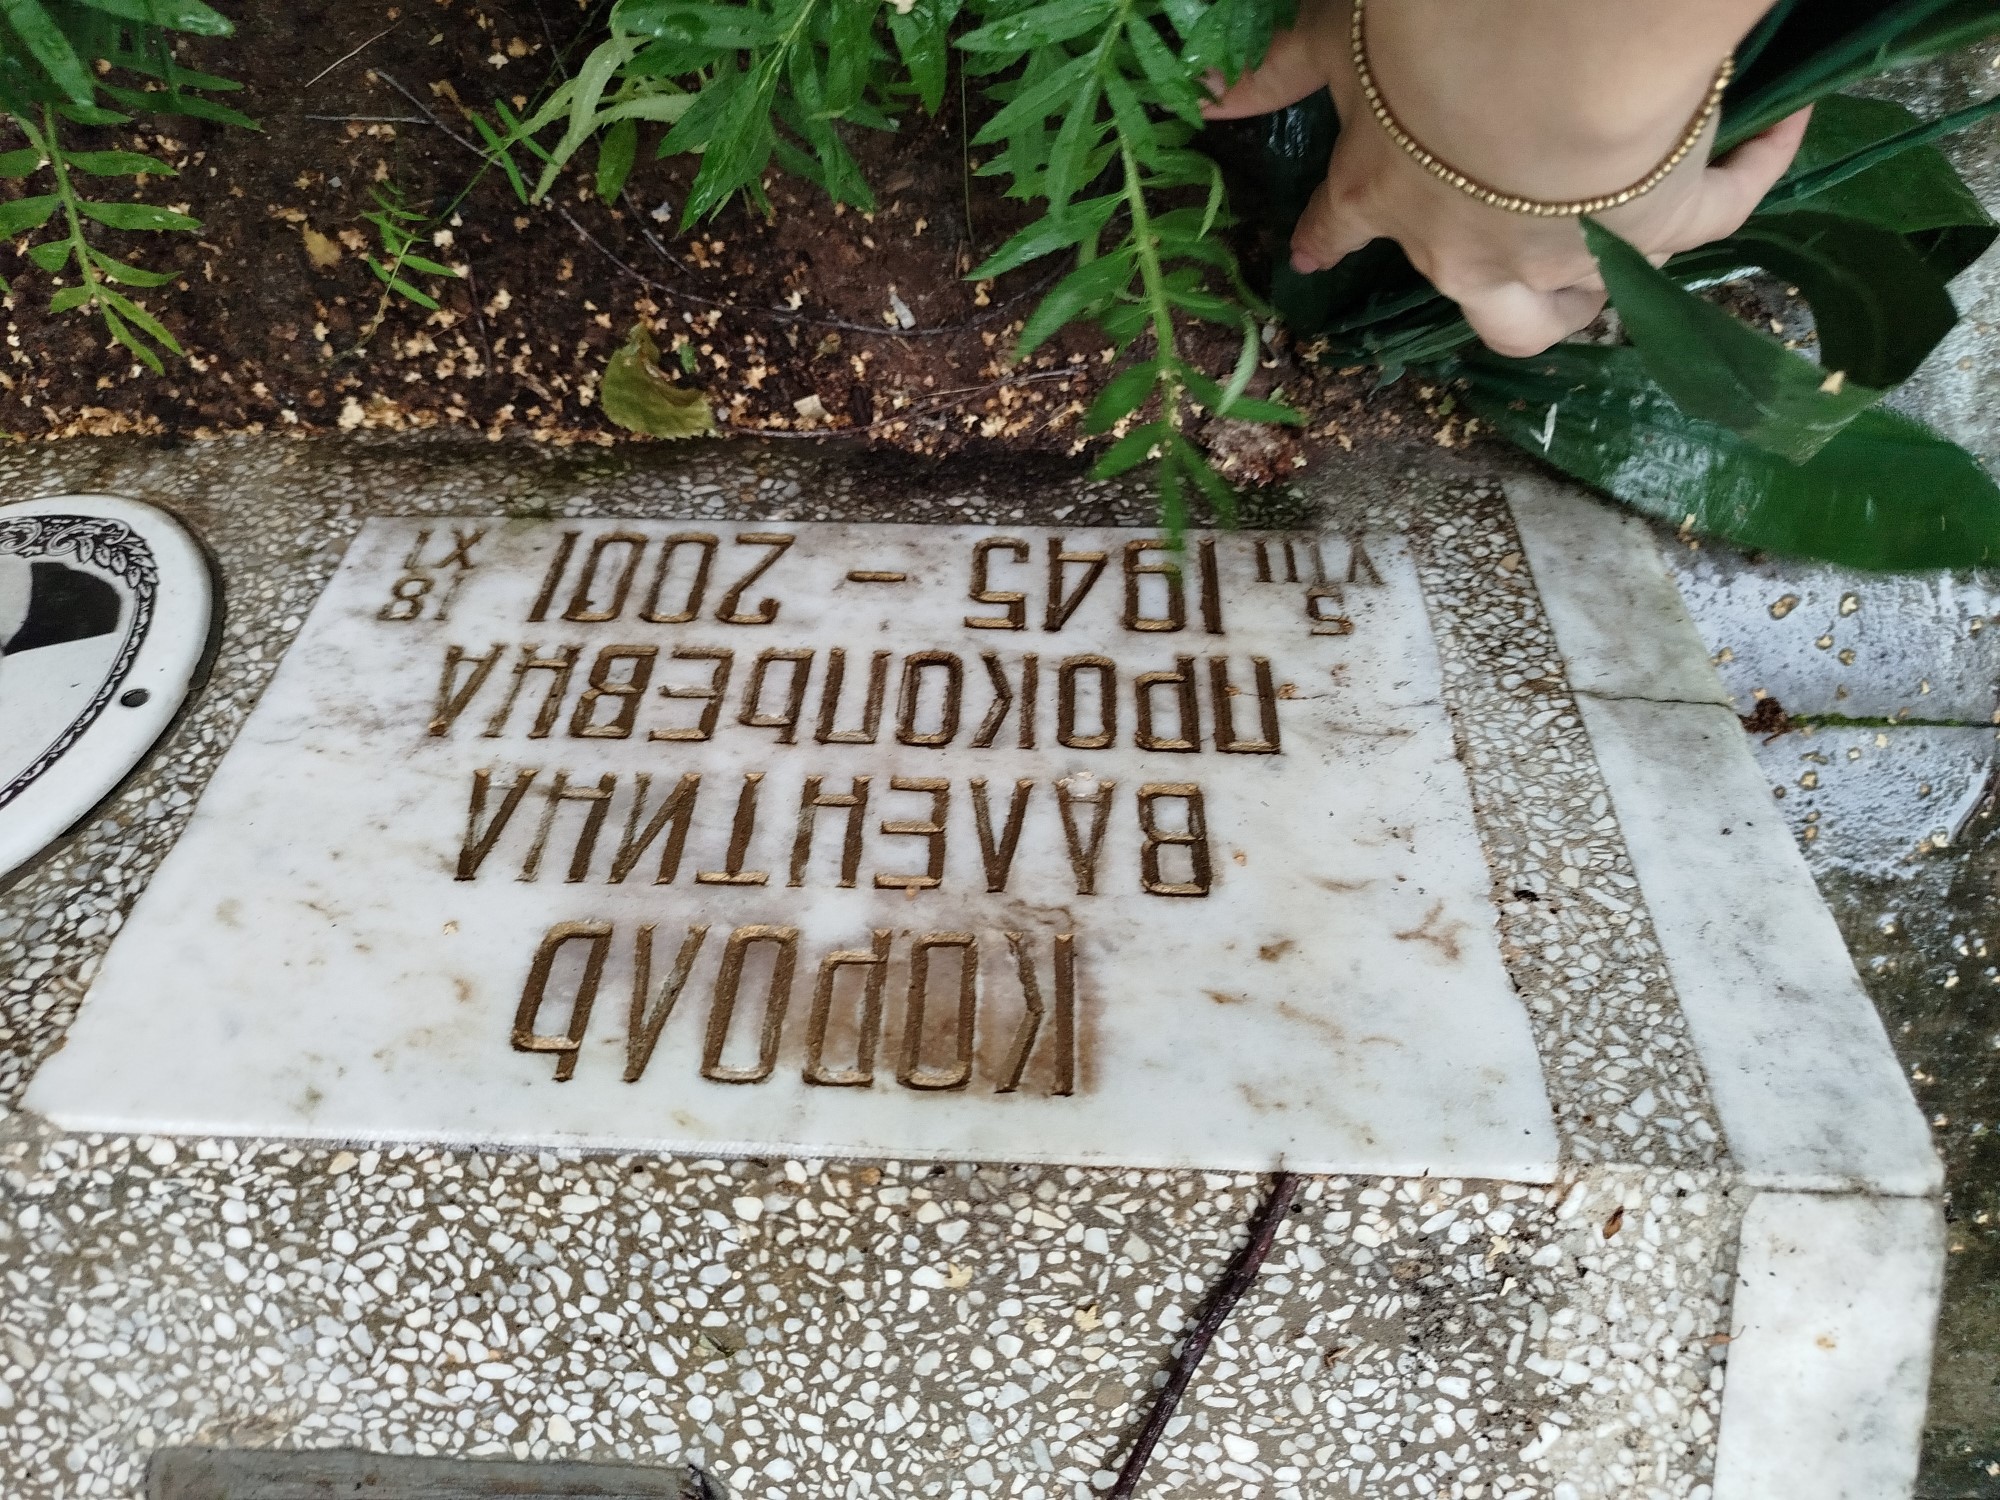 КОРОЛЬ
ВАЛЕНТИНА
ПРОКОПЬЕВНА
5 VIII 1945 – 2001 18 XI